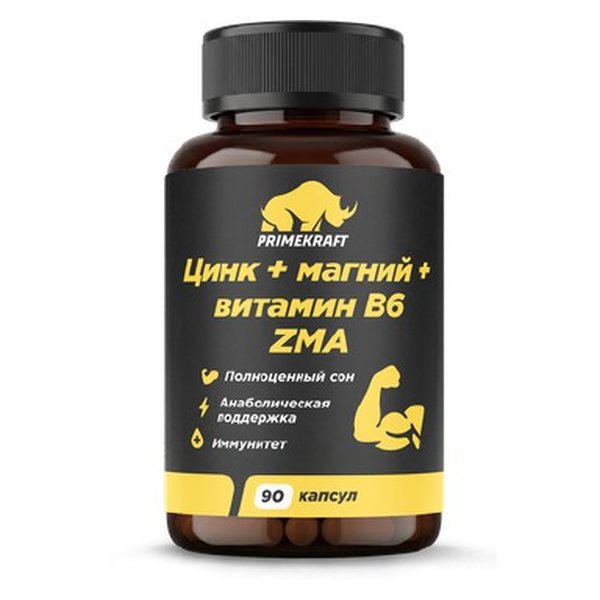 PRIMEKRAFT
Цинк + магний +
витамин B6
ZMA
Полноценный сон
Анаболическая
поддержка
Иммунитет
90 капсул